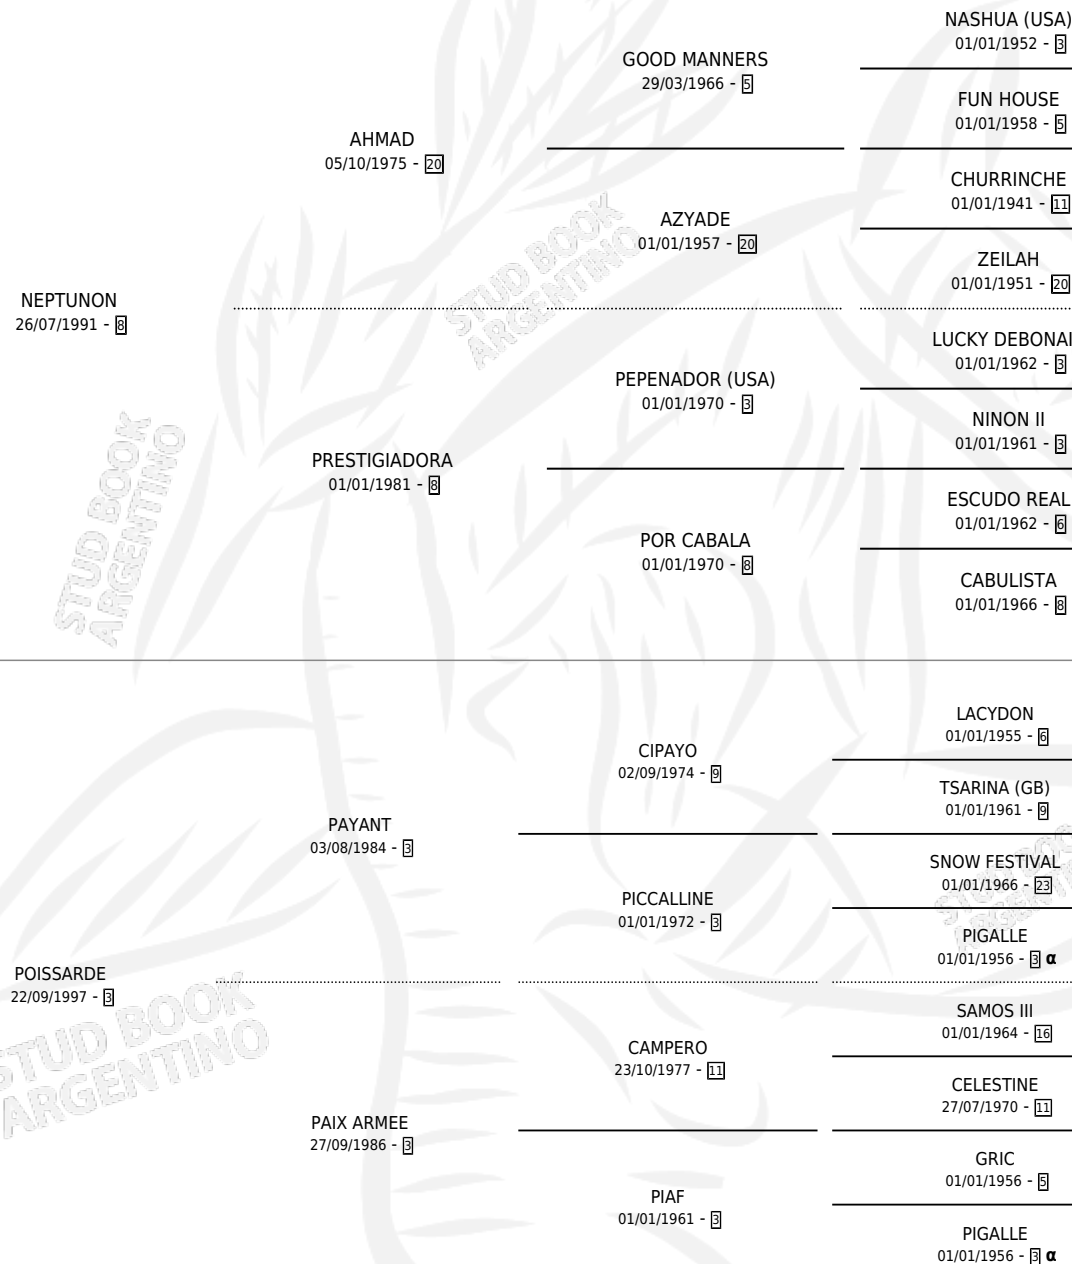 NASHUA (USA)
01/01/1952 - 3
GOOD MANNERS
29/03/1966 - 5
FUN HOUSE
01/01/1958 - 5
AHMAD
05/10/1975 - 20
CHURRINCHE
01/01/1941 - 11
AZYADE
01/01/1957 - 20
ZEILAH
01/01/1951 - 20
NEPTUNON
26/07/1991 - 8
LUCKY DEBONAI
01/01/1962 - 3
PEPENADOR (USA)
01/01/1970 - 3
NINON II
01/01/1961 - 3
PRESTIGIADORA
01/01/1981 - 8
ESCUDO REAL
01/01/1962 - 6
POR CABALA
01/01/1970 - 8
CABULISTA
01/01/1966 - 8
LACYDON
01/01/1955 - 6
CIPAYO
02/09/1974 - 9
TSARINA (GB)
01/01/1961 - 9
PAYANT
03/08/1984 - 3
SNOW FESTIVAL
01/01/1966 - 23
PICCALLINE
01/01/1972 - 3
PIGALLE
01/01/1956 - 3 α
POISSARDE
22/09/1997 - 3
SAMOS III
01/01/1964 - 16
CAMPERO
23/10/1977 - 11
CELESTINE
27/07/1970 - 11
PAIX ARMEE
27/09/1986 - 3
GRIC
01/01/1956 - 5
PIAF
01/01/1961 - 3
PIGALLE
01/01/1956 - 3 α
STUD BOOK
ARGENTINO
STUD BOOK
ARGENTINO
STUD BOOK
ARGENTINO